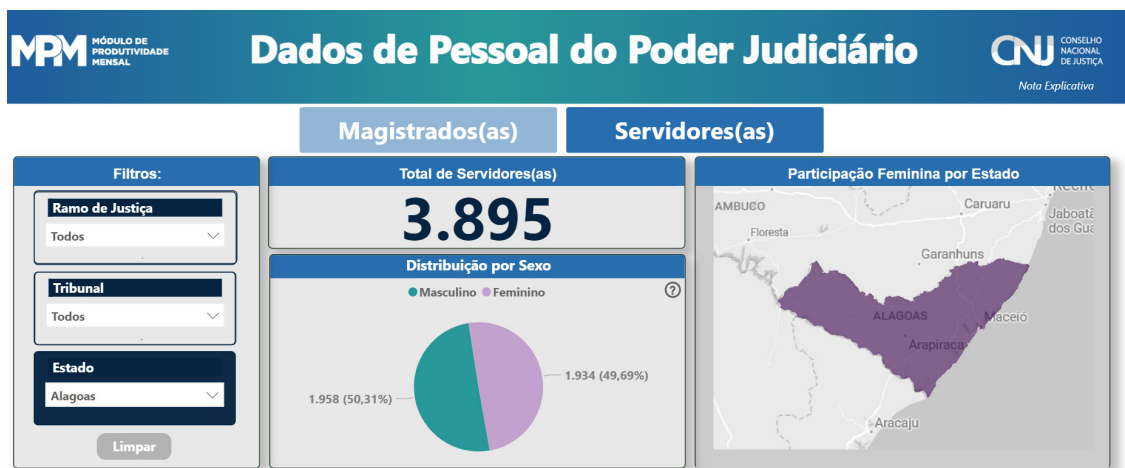 MPM MÓDULO DE
PRODUTIVIDADE
MENSAL
Dados de Pessoal do Poder Judiciário
CNJ CONSELHO
NACIONAL
DE JUSTIÇA
Nota Explicativa
Magistrados(as)
Servidores(as)
Filtros:
Ramo de Justiça
Todos
Tribunal
Todos
Estado
Alagoas
Limpar
Total de Servidores(as)
3.895
Distribuição por Sexo
Masculino Feminino
?
1.934 (49,69%)
1.958 (50,31%)
Participação Feminina por Estado
AMBUCO
Caruaru
Jaboatã
dos Gua
Floresta
Garanhuns
ALAGOAS
Maceió
Arapiraca
Aracaju